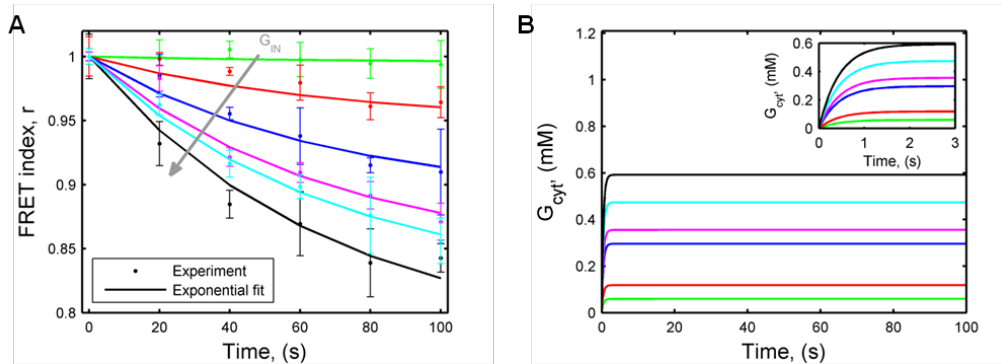 A
G_IN
FRET index, r
1
0.95
0.9
0.85
0.8
Experiment
Exponential fit
0 20 40 60 80 100
Time, (s)
B
G_cyt', (mM)
1.2
1
0.8
0.6
0.4
0.2
0
0 20 40 60 80 100
Time, (s)
G_cyt', (mM)
0.6
0.4
0.2
0
0 1 2 3
Time, (s)